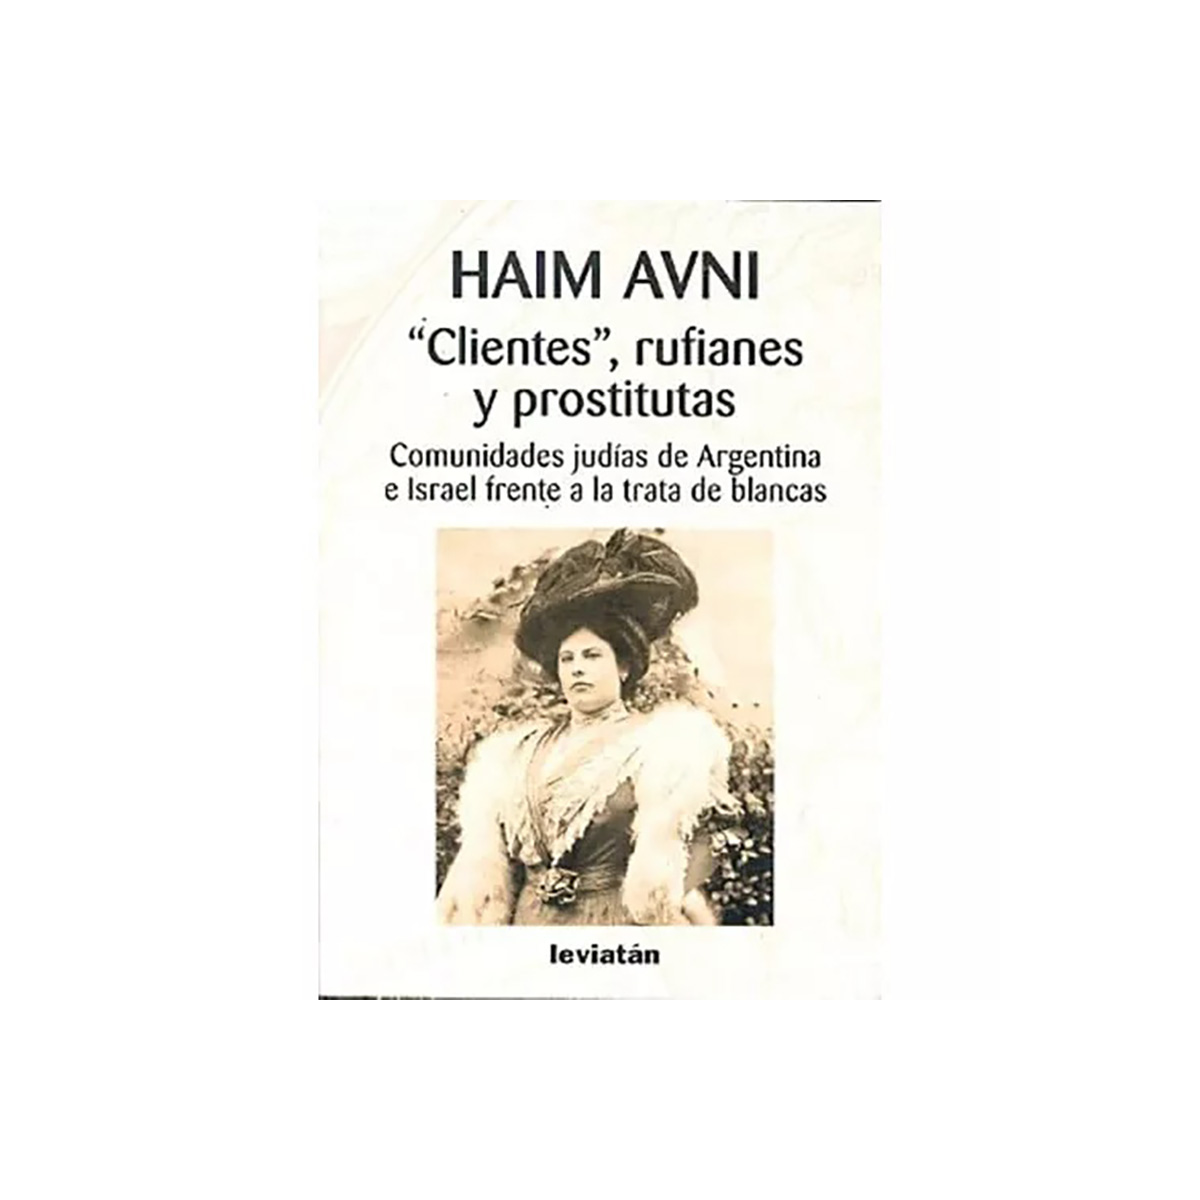 HAIM AVNI
“Clientes”, rufianes
y prostitutas
Comunidades judías de Argentina
e Israel frente a la trata de blancas
leviatán